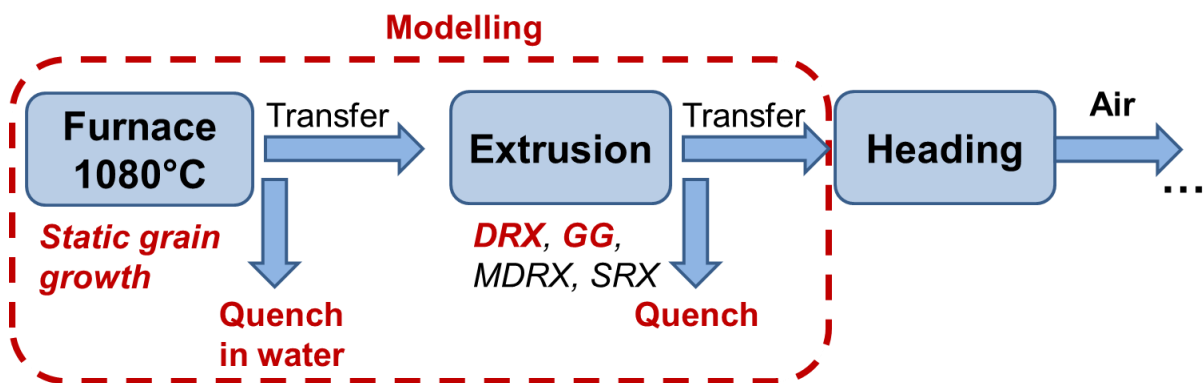 Modelling
Furnace
1080°C
Transfer
Extrusion
Transfer
Heading
Air
...
Static grain
growth
DRX, GG,
MDRX, SRX
Quench
in water
Quench